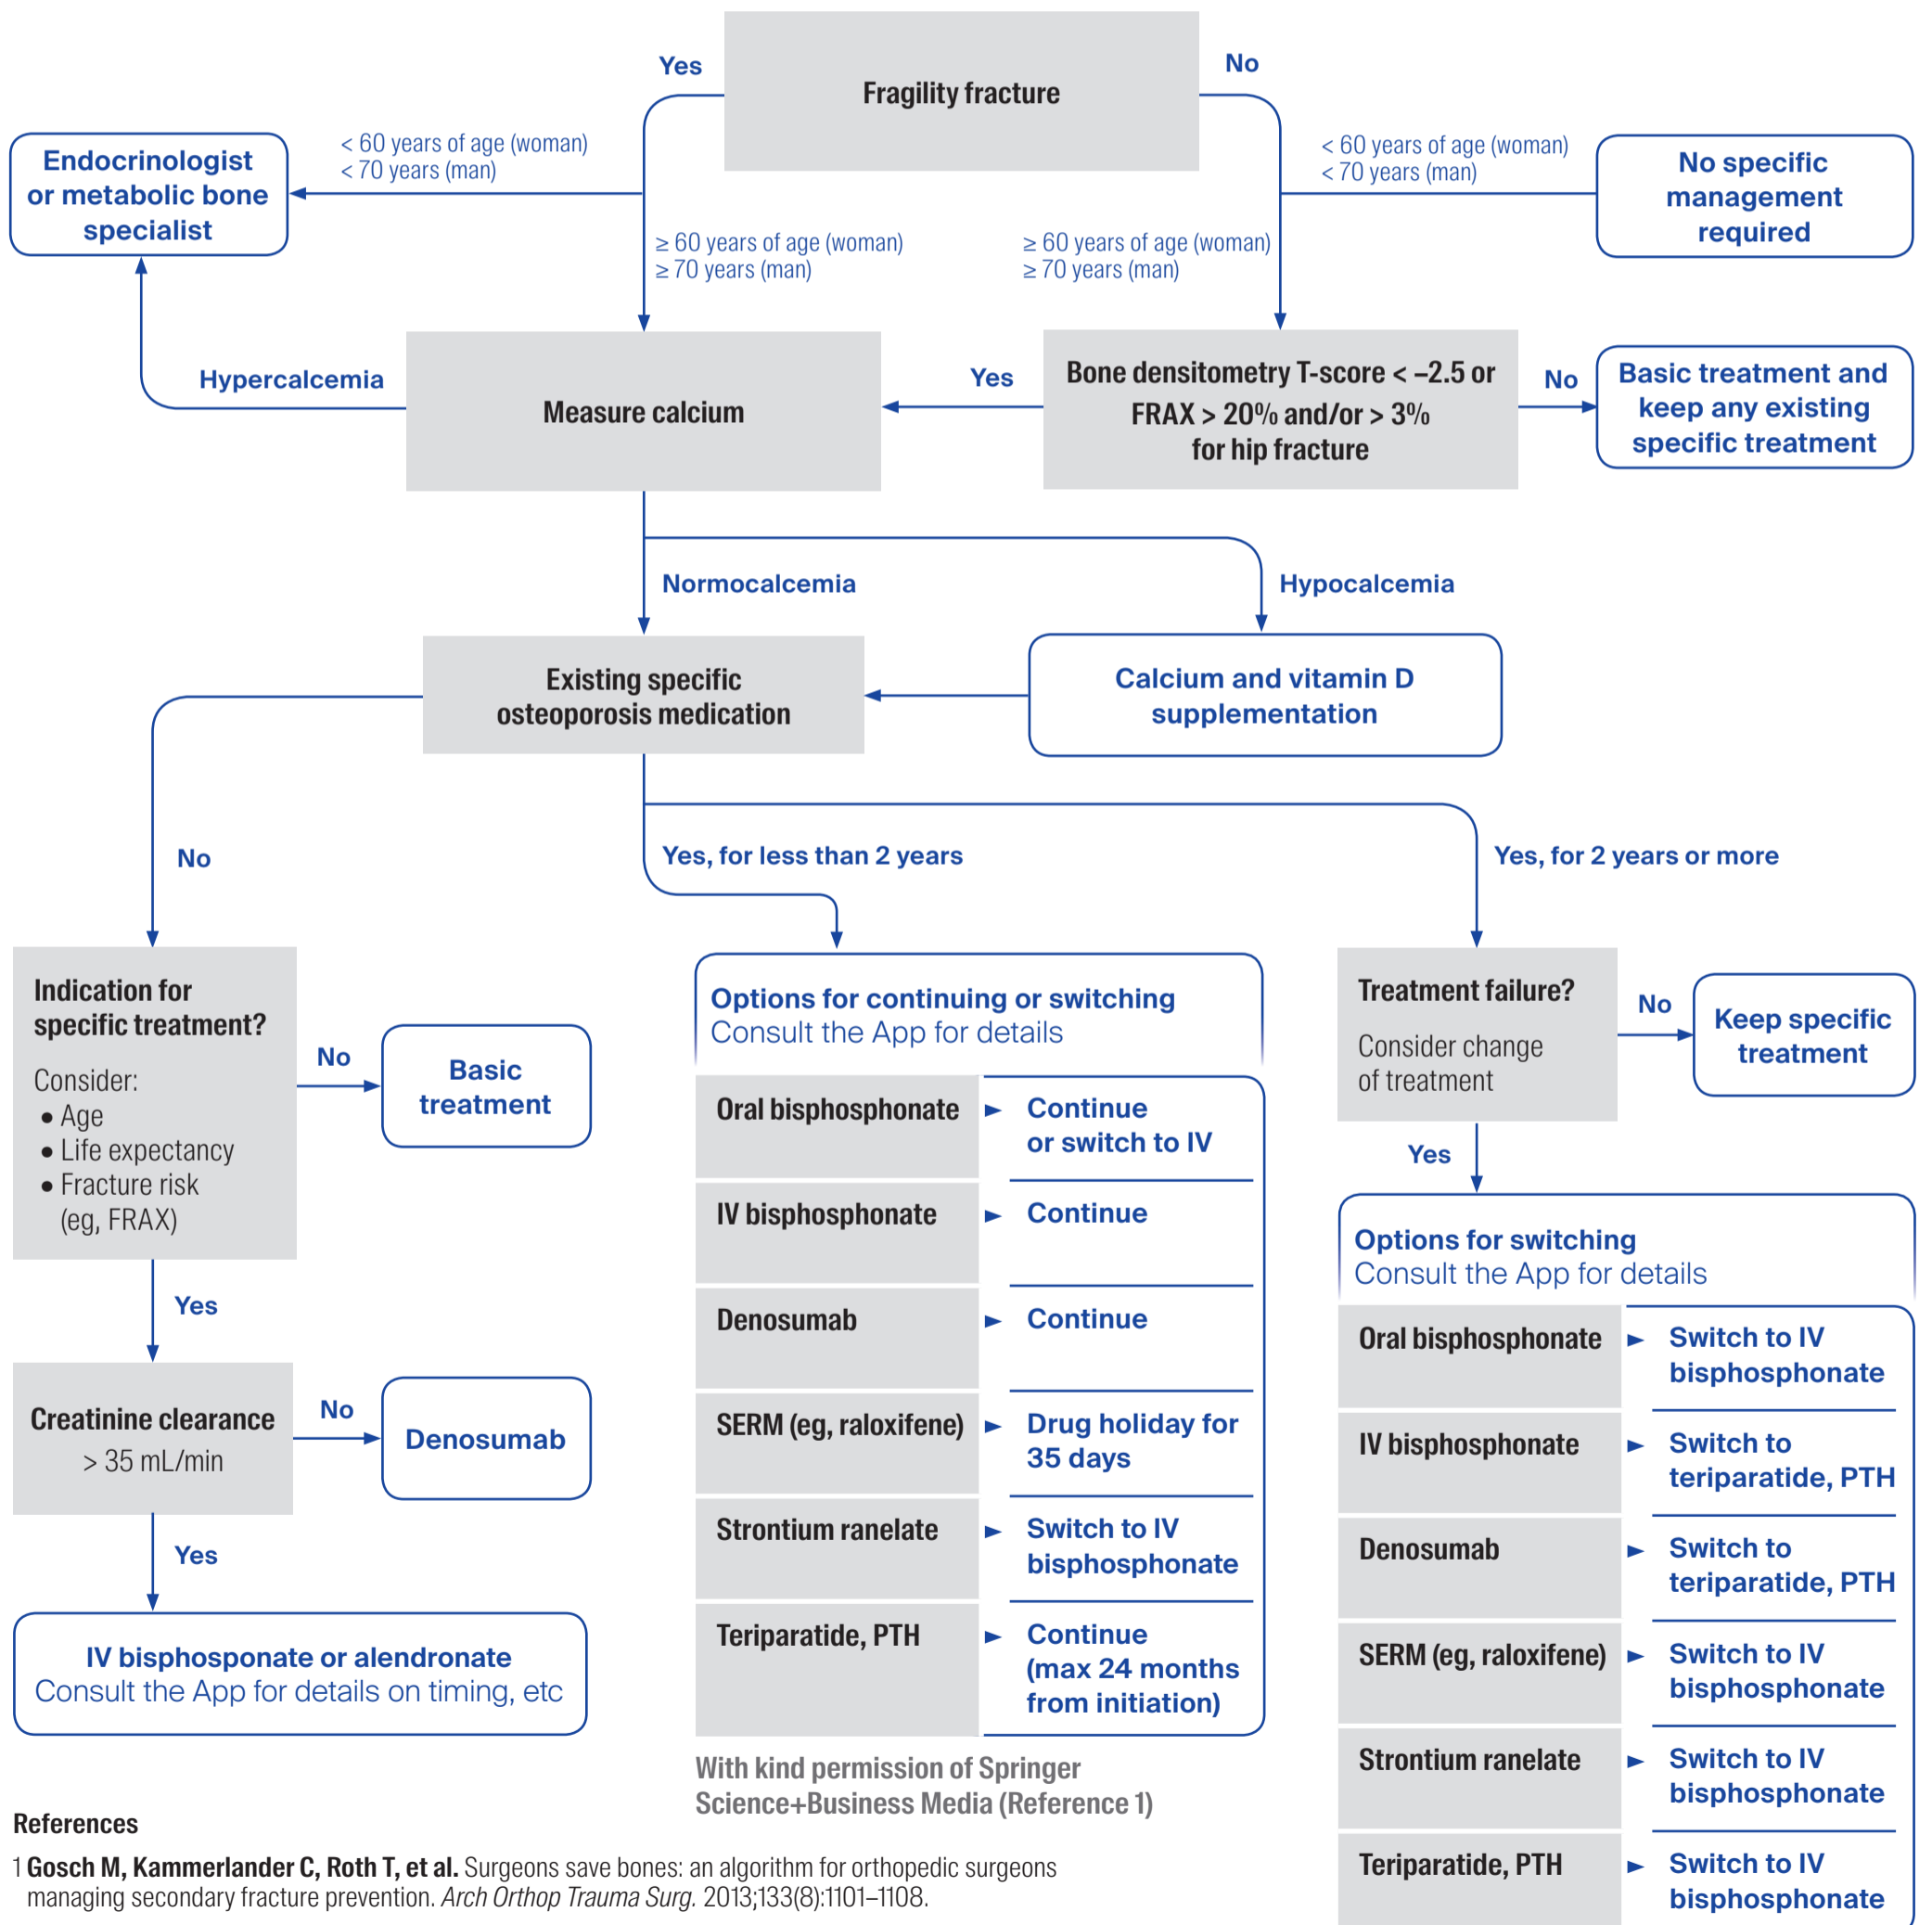 Fragility fracture
Yes
No
< 60 years of age (woman)
< 70 years (man)
Endocrinologist
or metabolic bone
specialist
≥ 60 years of age (woman)
≥ 70 years (man)
< 60 years of age (woman)
< 70 years (man)
No specific
management
required
≥ 60 years of age (woman)
≥ 70 years (man)
Hypercalcemia
Measure calcium
Yes
Bone densitometry T-score < –2.5 or
FRAX > 20% and/or > 3%
for hip fracture
No
Basic treatment and
keep any existing
specific treatment
Normocalcemia
Hypocalcemia
Existing specific
osteoporosis medication
Calcium and vitamin D
supplementation
No
Yes, for less than 2 years
Yes, for 2 years or more
Indication for
specific treatment?
Consider:
• Age
• Life expectancy
• Fracture risk
(eg, FRAX)
No
Basic
treatment
Yes
Creatinine clearance
> 35 mL/min
No
Denosumab
Yes
IV bisphosponate or alendronate
Consult the App for details on timing, etc
Options for continuing or switching
Consult the App for details
Oral bisphosphonate ► Continue
or switch to IV
IV bisphosphonate ► Continue
Denosumab ► Continue
SERM (eg, raloxifene) ► Drug holiday for
35 days
Strontium ranelate ► Switch to IV
bisphosphonate
Teriparatide, PTH ► Continue
(max 24 months
from initiation)
With kind permission of Springer
Science+Business Media (Reference 1)
Treatment failure?
Consider change
of treatment
No
Keep specific
treatment
Yes
Options for switching
Consult the App for details
Oral bisphosphonate ► Switch to IV
bisphosphonate
IV bisphosphonate ► Switch to
teriparatide, PTH
Denosumab ► Switch to
teriparatide, PTH
SERM (eg, raloxifene) ► Switch to IV
bisphosphonate
Strontium ranelate ► Switch to IV
bisphosphonate
Teriparatide, PTH ► Switch to IV
bisphosphonate
References
1 Gosch M, Kammerlander C, Roth T, et al. Surgeons save bones: an algorithm for orthopedic surgeons
managing secondary fracture prevention. Arch Orthop Trauma Surg. 2013;133(8):1101–1108.